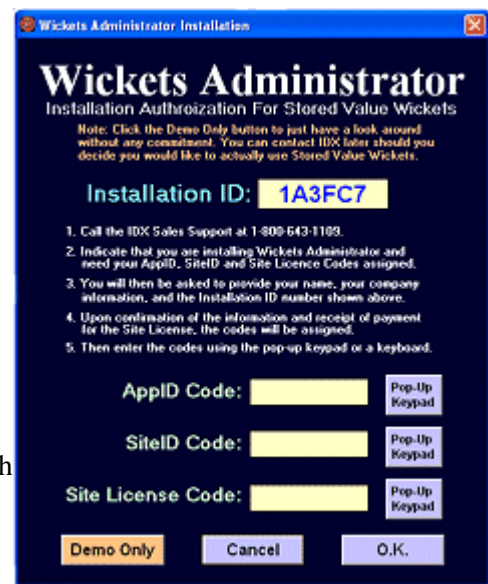 Wickets Administrator Installation
Wickets Administrator
Installation Authroization For Stored Value Wickets
Note: Click the Demo Only button to just have a look around
without any commitment. You can contact IDX later should you
decide you would like to actually use Stored Value Wickets.
Installation ID: 1A3FC7
1. Call the IDX Sales Support at 1-800-643-1109.
2. Indicate that you are installing Wickets Administrator and
need your AppID, SiteID and Site Licence Codes assigned.
3. You will then be asked to provide your name, your company
information, and the Installation ID number shown above.
4. Upon confirmation of the information and receipt of payment
for the Site License, the codes will be assigned.
5. Then enter the codes using the pop-up keypad or a keyboard.
AppID Code:
Pop-Up
Keypad
SiteID Code:
Pop-Up
Keypad
h
Site License Code:
Pop-Up
Keypad
Demo Only
Cancel
O.K.